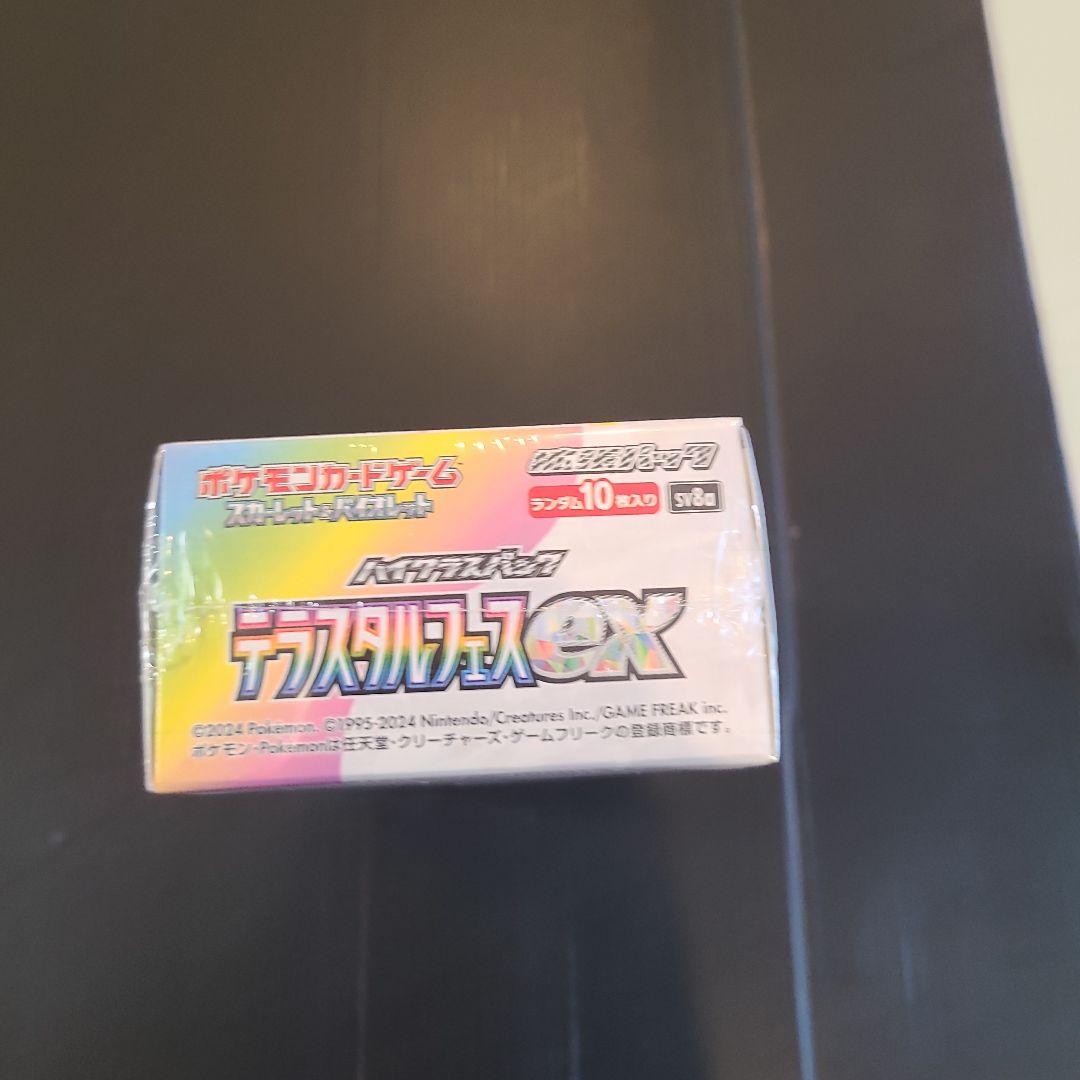 ポケモンカードゲーム
スカーレット&バイオレット
ランダム10枚入り sv8a
ハイクラスパック
テラスタルフェスex
©2024 Pokémon. ©1995-2024 Nintendo/Creatures Inc./GAME FREAK inc.
ポケモン・Pokémonは任天堂・クリーチャーズ・ゲームフリークの登録商標です。